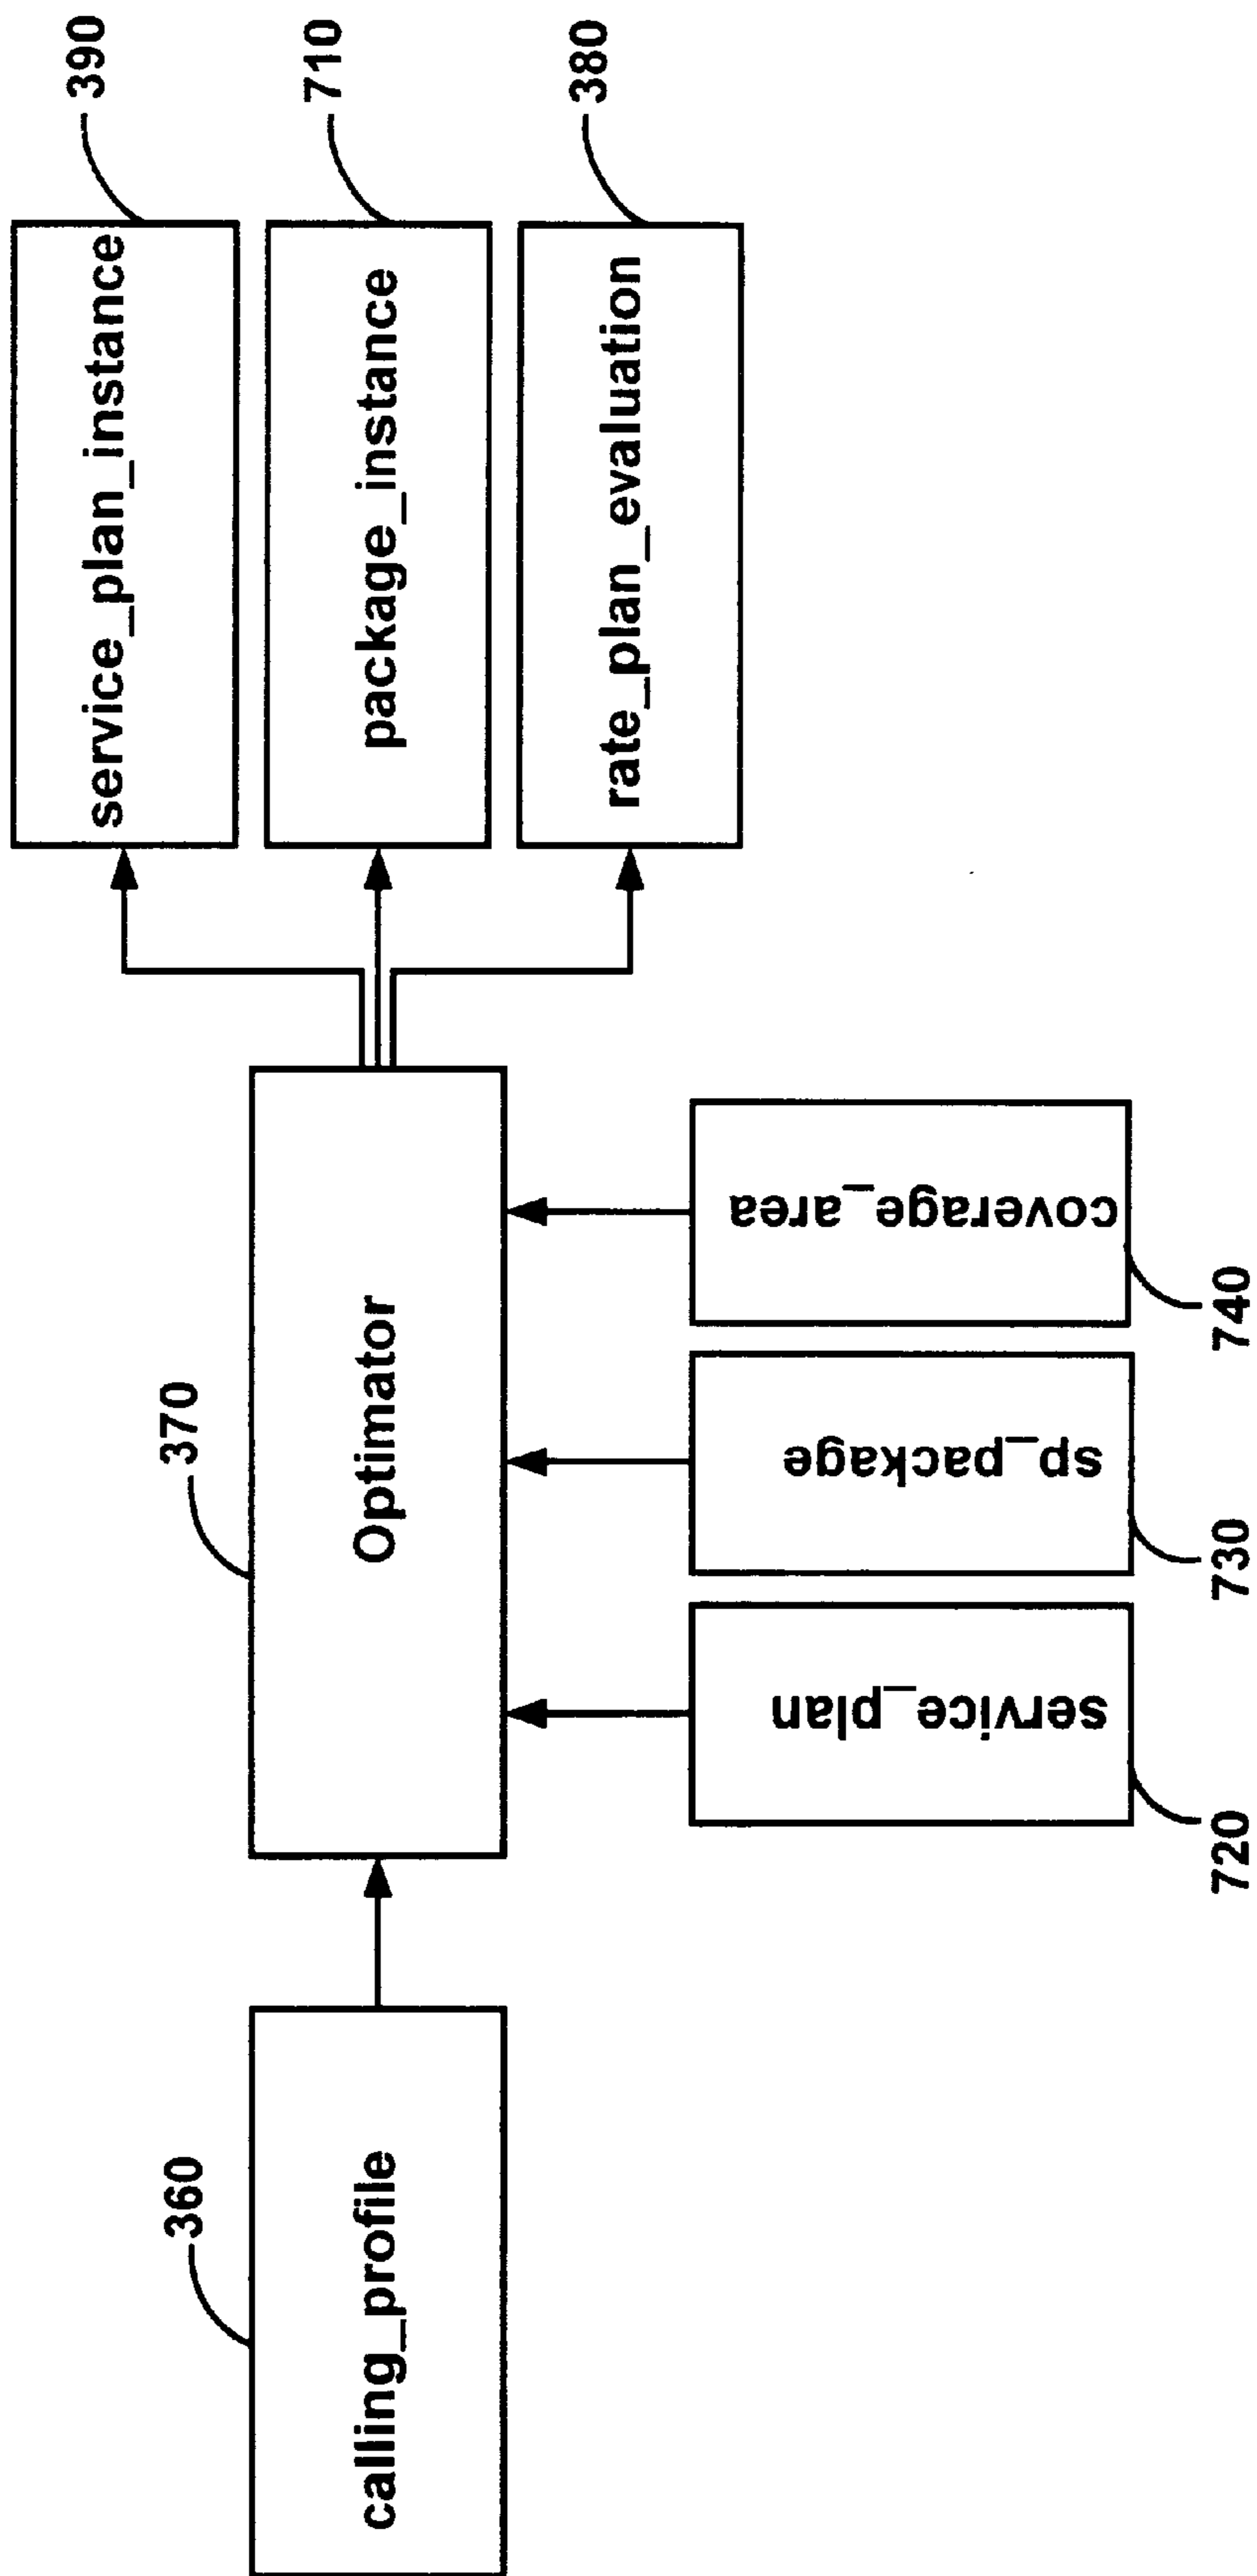 360
calling_profile
370
Optimator
390
service_plan_instance
710
package_instance
380
rate_plan_evaluation
service_plan
720
sp_package
730
coverage_area
740